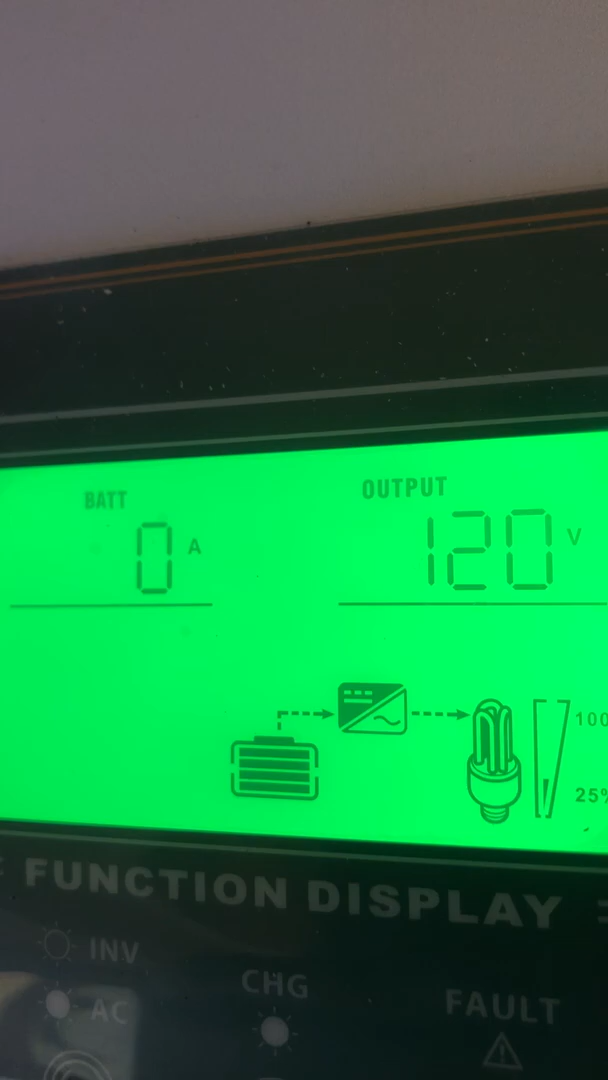 BATT
OUTPUT
0 A
120 V
100
25%
FUNCTION DISPLAY
INV
CHG
AC
FAULT